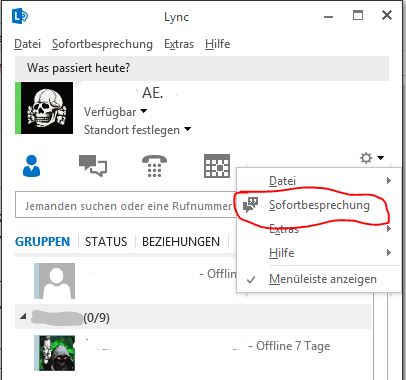 Lync
Datei Sofortbesprechung Extras Hilfe
Was passiert heute?
AE.
Verfügbar
Standort festlegen
Datei
Jemanden suchen oder eine Rufnummer
Sofortbesprechung
Extras
GRUPPEN STATUS BEZIEHUNGEN
Hilfe
- Offline
Menüleiste anzeigen
(0/9)
- Offline 7 Tage